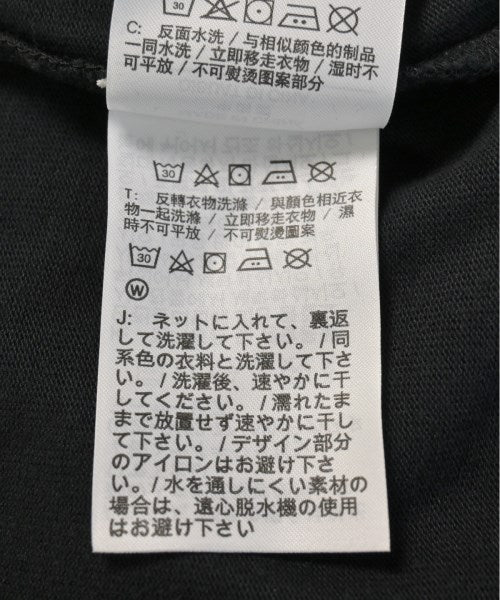 30
C: 反面水洗/与相似颜色的制品
一同水洗/立即移走衣物/湿时不
可平放/不可熨烫图案部分
30
T: 反轉衣物洗滌/與顏色相近衣
物一起洗滌/立即移走衣物/濕
時不可平放/不可熨燙圖案
30
W
J: ネットに入れて、裏返
して洗濯して下さい。/同
系色の衣料と洗濯して下さ
い。/洗濯後、速やかに干
してください。/濡れたま
まで放置せず速やかに干し
て下さい。/デザイン部分
のアイロンはお避け下さ
い。/水を通しにくい素材の
場合は、遠心脱水機の使用
はお避け下さい